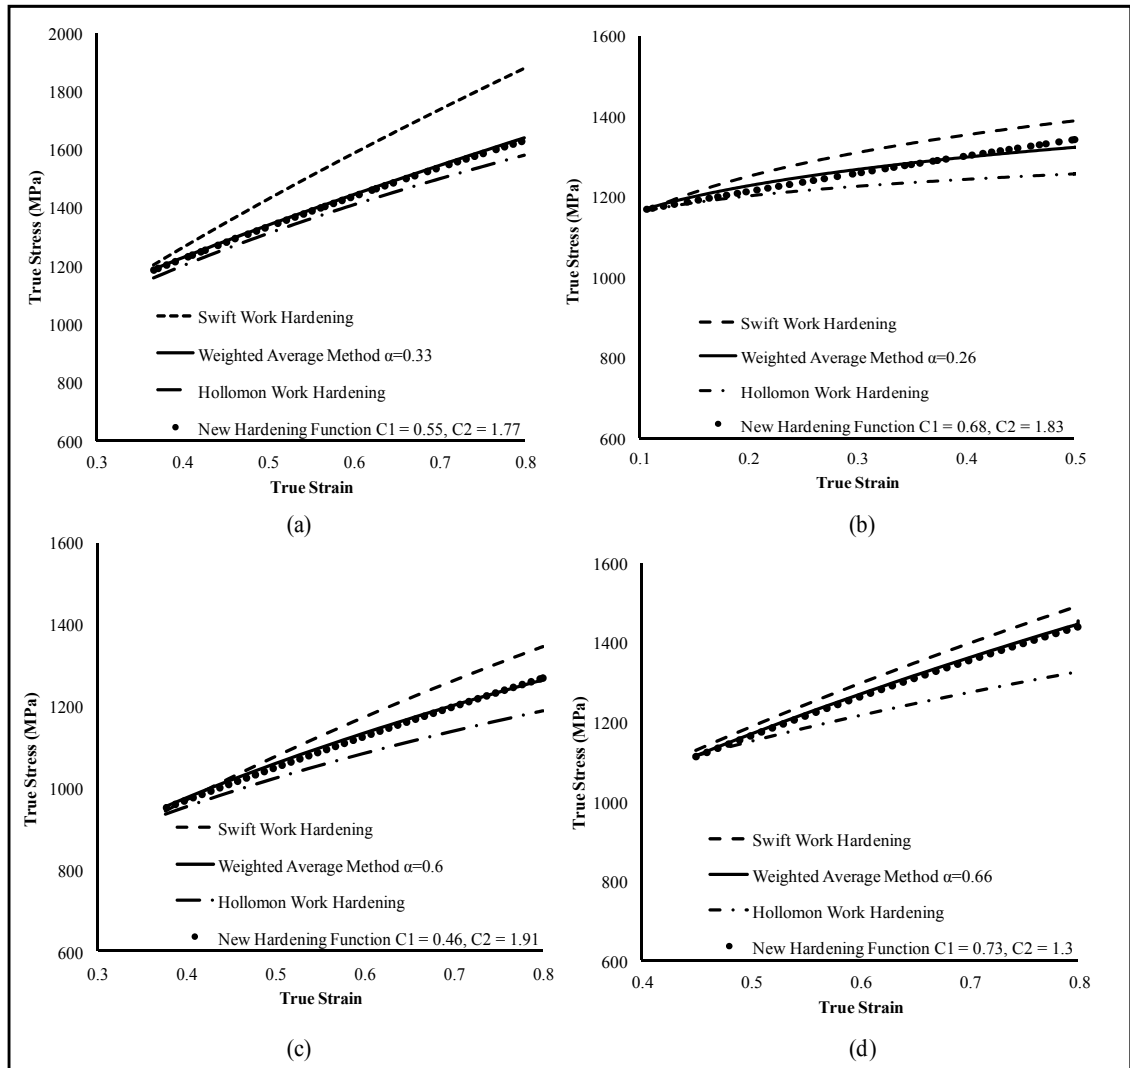 2000
1800
1600
1400
1200
1000
800
600
True Stress (MPa)
Swift Work Hardening
Weighted Average Method α=0.33
Hollomon Work Hardening
New Hardening Function C1 = 0.55, C2 = 1.77
0.3 0.4 0.5 0.6 0.7 0.8
True Strain
(a)
1600
1400
1200
1000
800
600
True Stress (MPa)
Swift Work Hardening
Weighted Average Method α=0.26
Hollomon Work Hardening
New Hardening Function C1 = 0.68, C2 = 1.83
0.1 0.2 0.3 0.4 0.5
True Strain
(b)
1600
1400
1200
1000
800
600
True Stress (MPa)
Swift Work Hardening
Weighted Average Method α=0.6
Hollomon Work Hardening
New Hardening Function C1 = 0.46, C2 = 1.91
0.3 0.4 0.5 0.6 0.7 0.8
True Strain
(c)
1600
1400
1200
1000
800
600
True Stress (MPa)
Swift Work Hardening
Weighted Average Method α=0.66
Hollomon Work Hardening
New Hardening Function C1 = 0.73, C2 = 1.3
0.4 0.5 0.6 0.7 0.8
True Strain
(d)